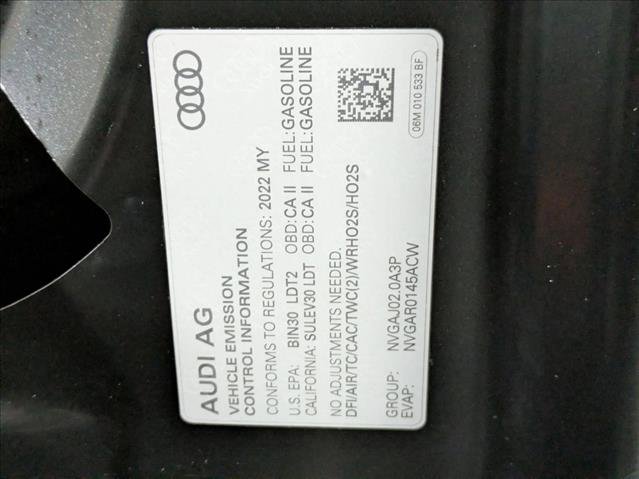 AUDI AG
VEHICLE EMISSION
CONTROL INFORMATION
CONFORMS TO REGULATIONS: 2022 MY
U.S. EPA: BIN30 LDT2 OBD: CA II FUEL: GASOLINE
CALIFORNIA: SULEV30 LDT OBD: CA II FUEL: GASOLINE
NO ADJUSTMENTS NEEDED.
DFI/AIR/TC/CAC/TWC(2)/WRHO2S/HO2S
GROUP: NVGAJ02.0A3P
EVAP: NVGAR0145ACW
06M 010 533 BF